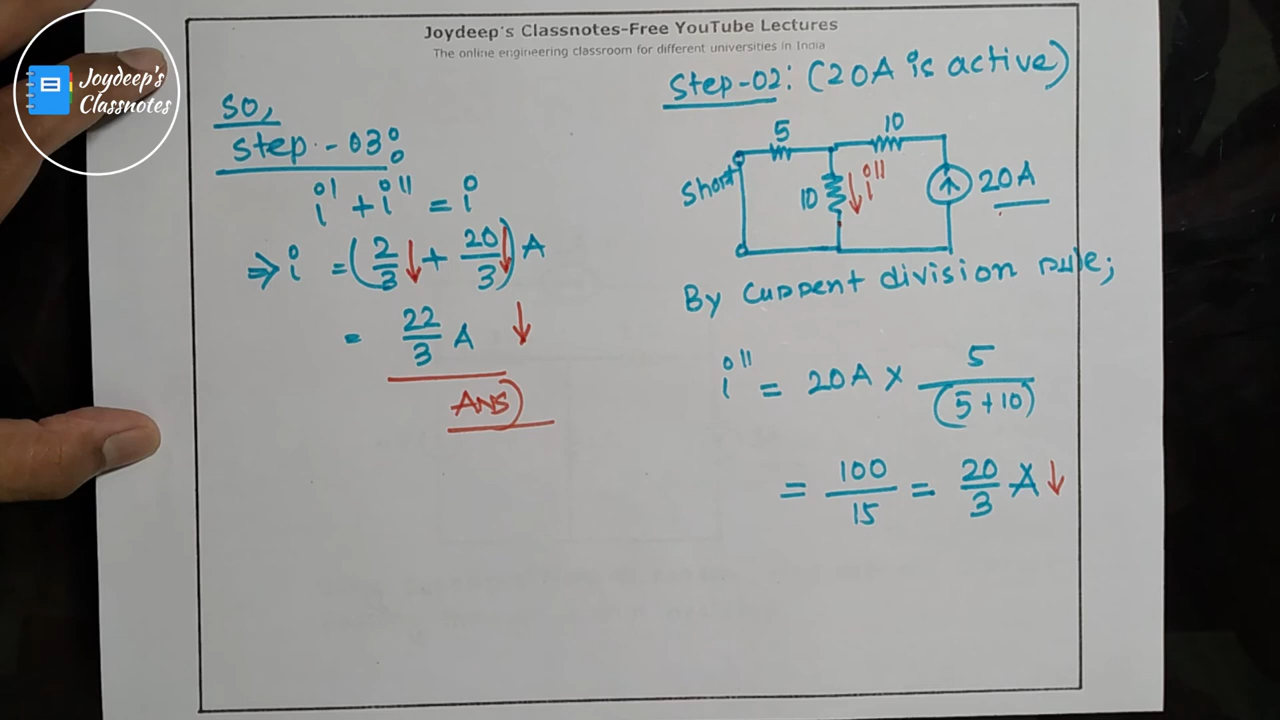 Joydeep's Classnotes-Free YouTube Lectures
The online engineering classroom for different universities in India
Joydeep's
Classnotes
So,
Step - 03:
i' + i'' = i
⇒ i = (2/3 ↓ + 20/3 ↓) A
= 22/3 A ↓
Ans)
Step-02: (20A is active)
5
10
Short
10
i''
20A
By current division rule;
i'' = 20A × 5/(5+10)
= 100/15 = 20/3 A ↓